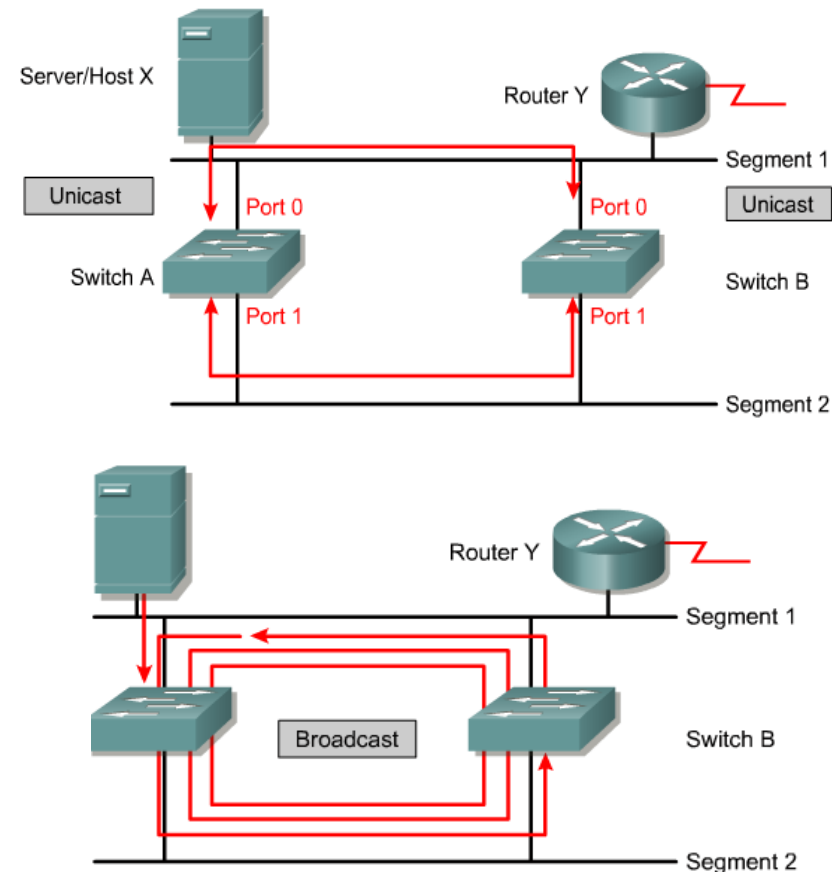 Server/Host X
Router Y
Segment 1
Unicast
Port 0
Port 0
Unicast
Switch A
Switch B
Port 1
Port 1
Segment 2
Router Y
Segment 1
Broadcast
Switch B
Segment 2